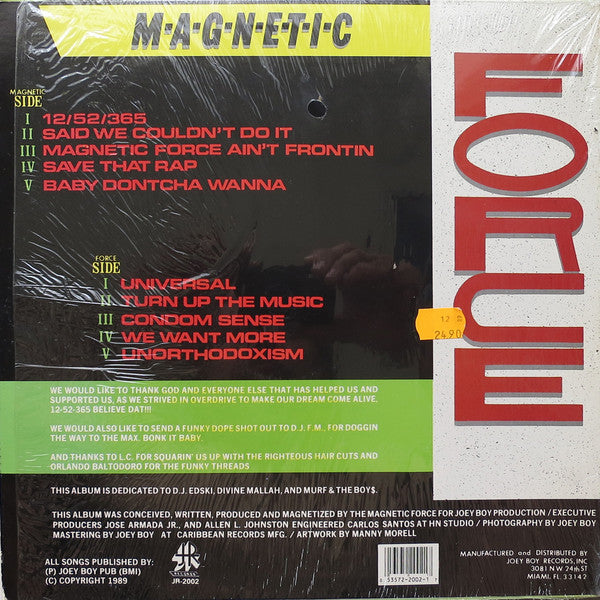 M·A·G·N·E·T·I·C
FORCE
MAGNETIC
SIDE
I 12/52/365
II SAID WE COULDN'T DO IT
III MAGNETIC FORCE AIN'T FRONTIN
IV SAVE THAT RAP
V BABY DONTCHA WANNA
FORCE
SIDE
I UNIVERSAL
II TURN UP THE MUSIC
III CONDOM SENSE
IV WE WANT MORE
V UNORTHODOXISM
12
24.90
WE WOULD LIKE TO THANK GOD AND EVERYONE ELSE THAT HAS HELPED US AND
SUPPORTED US, AS WE STRIVED IN OVERDRIVE TO MAKE OUR DREAM COME ALIVE.
12-52-365 BELIEVE DAT!!!
WE WOULD ALSO LIKE TO SEND A FUNKY DOPE SHOT OUT TO D.J. F.M., FOR DOGGIN
THE WAY TO THE MAX. BONK IT BABY.
AND THANKS TO L.C. FOR SQUARIN' US UP WITH THE RIGHTEOUS HAIR CUTS AND
ORLANDO BALTODORO FOR THE FUNKY THREADS
THIS ALBUM IS DEDICATED TO D.J. EDSKI, DIVINE MALLAH, AND MURF & THE BOY$.
THIS ALBUM WAS CONCEIVED, WRITTEN, PRODUCED AND MAGNETIZED BY THE MAGNETIC FORCE FOR JOEY BOY PRODUCTION / EXECUTIVE
PRODUCERS JOSE ARMADA JR., AND ALLEN L. JOHNSTON ENGINEERED CARLOS SANTOS AT HN STUDIO / PHOTOGRAPHY BY JOEY BOY
MASTERING BY JOEY BOY AT CARIBBEAN RECORDS MFG. / ARTWORK BY MANNY MORELL
ALL SONGS PUBLISHED BY:
(P) JOEY BOY PUB (BMI)
(C) COPYRIGHT 1989
JR-2002
0 53572-2002-1 7
MANUFACTURED and DISTRIBUTED BY
JOEY BOY RECORDS, INC
3081 N.W. 24th ST
MIAMI, FL 33142